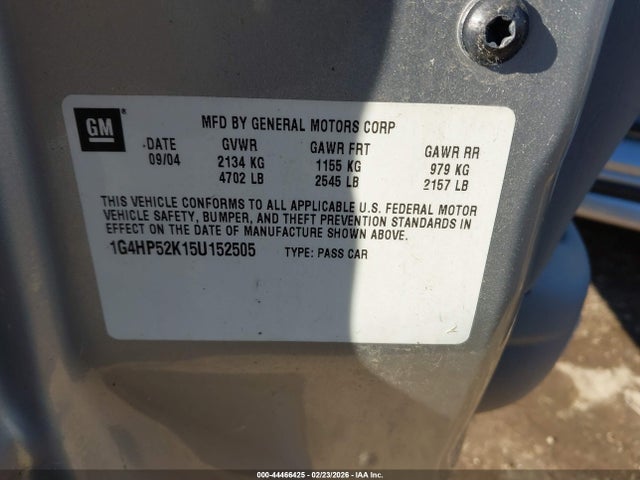 GM
MFD BY GENERAL MOTORS CORP
DATE GVWR GAWR FRT GAWR RR
09/04 2134 KG 1155 KG 979 KG
4702 LB 2545 LB 2157 LB
THIS VEHICLE CONFORMS TO ALL APPLICABLE U.S. FEDERAL MOTOR
VEHICLE SAFETY, BUMPER, AND THEFT PREVENTION STANDARDS IN
EFFECT ON THE DATE OF MANUFACTURE SHOWN ABOVE.
1G4HP52K15U152505 TYPE: PASS CAR
000-44466425 - 02/23/2026 - © IAA Inc.